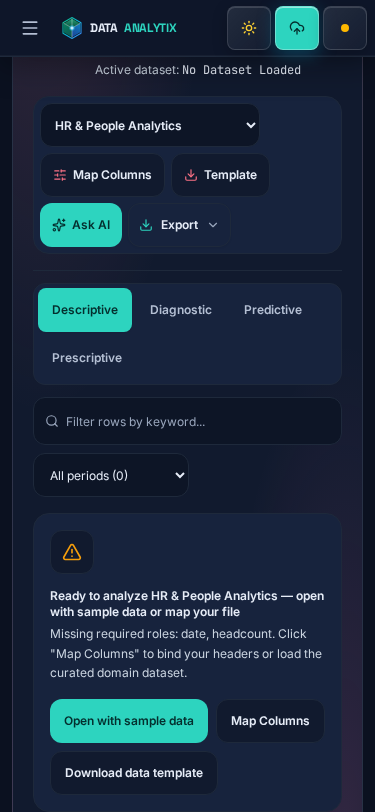 DATA ANALYTIX
Active dataset: No Dataset Loaded
HR & People Analytics
Map Columns
Template
Ask AI
Export
Descriptive
Diagnostic
Predictive
Prescriptive
Filter rows by keyword...
All periods (0)
Ready to analyze HR & People Analytics — open
with sample data or map your file
Missing required roles: date, headcount. Click
"Map Columns" to bind your headers or load the
curated domain dataset.
Open with sample data
Map Columns
Download data template